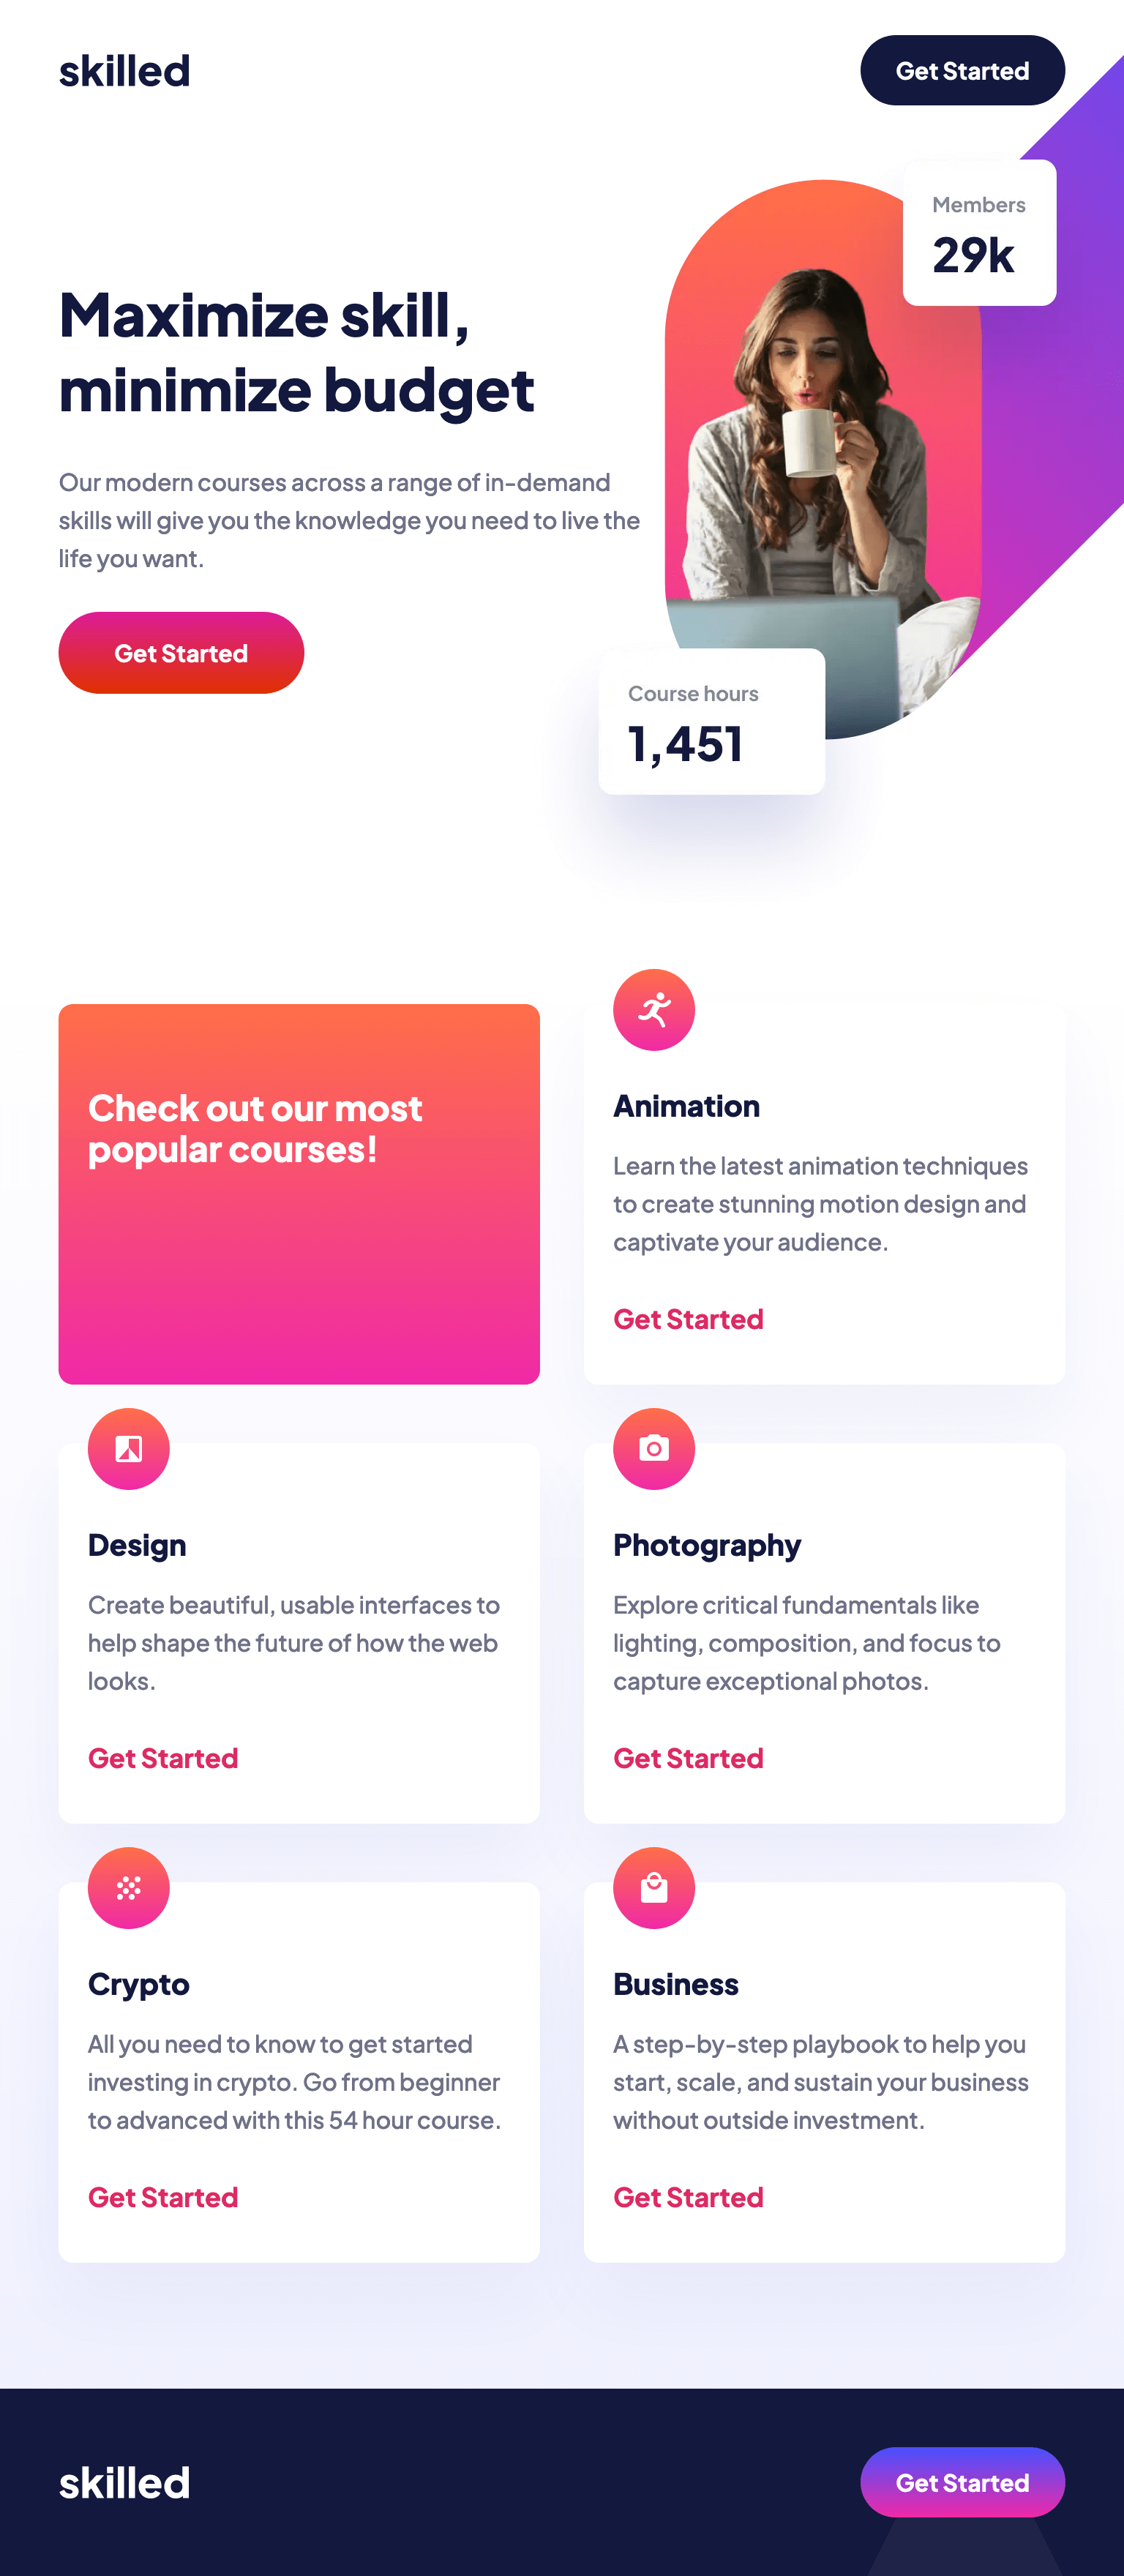 skilled
Get Started
Members
29k
Maximize skill,
minimize budget
Our modern courses across a range of in-demand
skills will give you the knowledge you need to live the
life you want.
Get Started
Course hours
1,451
Check out our most
popular courses!
Animation
Learn the latest animation techniques
to create stunning motion design and
captivate your audience.
Get Started
Design
Create beautiful, usable interfaces to
help shape the future of how the web
looks.
Get Started
Photography
Explore critical fundamentals like
lighting, composition, and focus to
capture exceptional photos.
Get Started
Crypto
All you need to know to get started
investing in crypto. Go from beginner
to advanced with this 54 hour course.
Get Started
Business
A step-by-step playbook to help you
start, scale, and sustain your business
without outside investment.
Get Started
skilled
Get Started